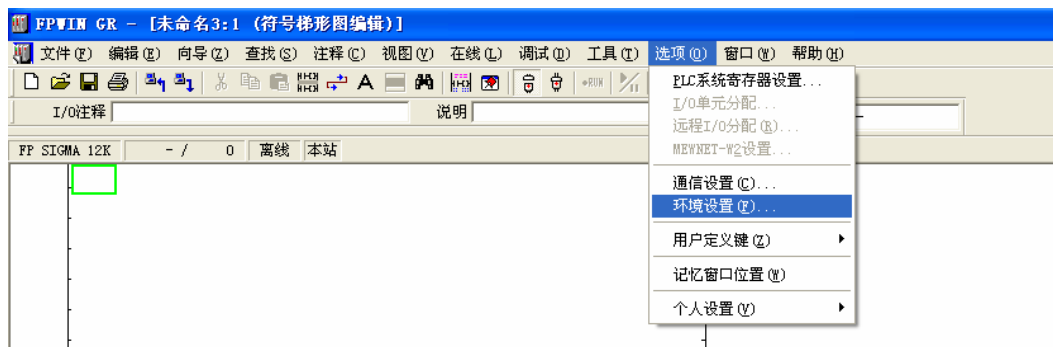 FPWIN GR - [未命名3:1 (符号梯形图编辑)]
文件(F) 编辑(E) 向导(Z) 查找(S) 注释(C) 视图(V) 在线(L) 调试(D) 工具(T) 选项(O) 窗口(W) 帮助(H)
A RUN
PLC系统寄存器设置...
I/O注释 说明
I/O单元分配...
远程I/O分配(R)...
FP SIGMA 12K - / 0 离线 本站
MEWNET-W2设置...
通信设置(C)...
环境设置(F)...
用户定义键(Z)
记忆窗口位置(W)
个人设置(V)